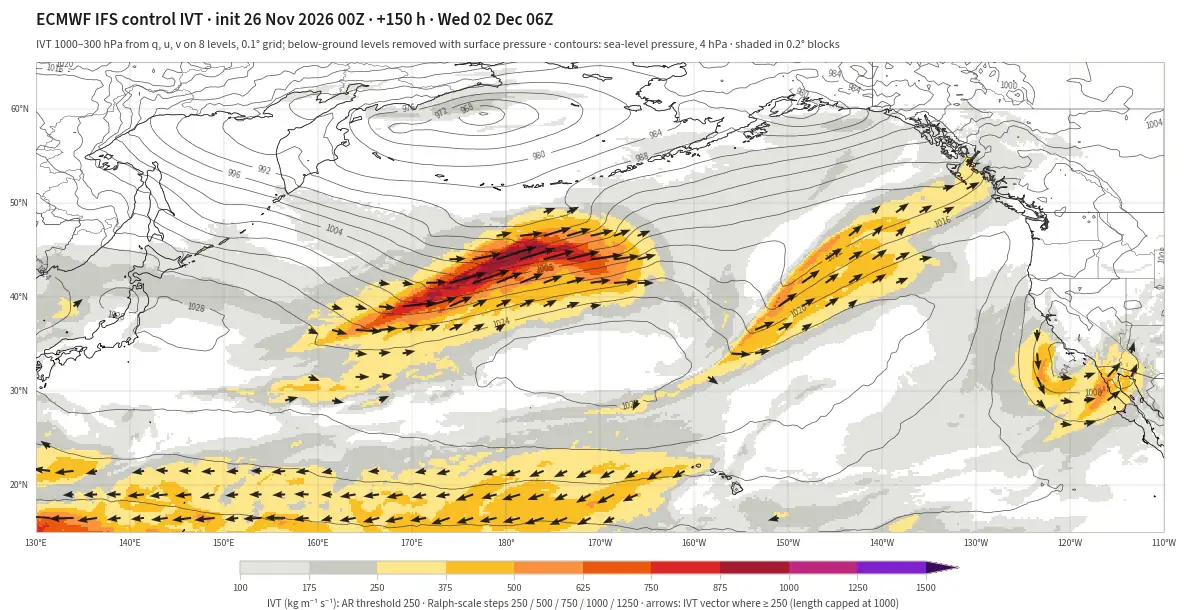 ECMWF IFS control IVT · init 26 Nov 2026 00Z · +150 h · Wed 02 Dec 06Z
IVT 1000–300 hPa from q, u, v on 8 levels, 0.1° grid; below-ground levels removed with surface pressure · contours: sea-level pressure, 4 hPa · shaded in 0.2° blocks
1020
1016
984
984
1000
60°N
976
972
968
1004
984
980
988
992
996
50°N
1004
1016
40°N
1028
1024
1020
30°N
1008
20°N
130°E
140°E
150°E
160°E
170°E
180°
170°W
160°W
150°W
140°W
130°W
120°W
110°W
100
175
250
375
500
625
750
875
1000
1250
1500
IVT (kg m⁻¹ s⁻¹): AR threshold 250 · Ralph-scale steps 250 / 500 / 750 / 1000 / 1250 · arrows: IVT vector where ≥ 250 (length capped at 1000)